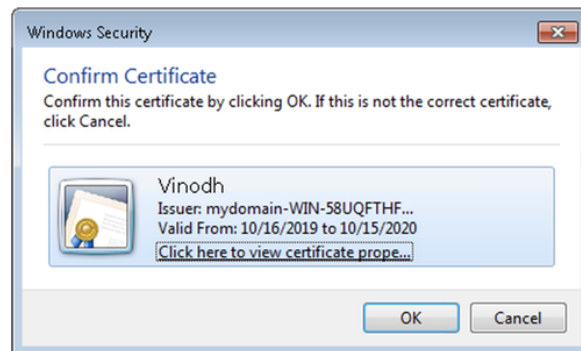 Windows Security
Confirm Certificate
Confirm this certificate by clicking OK. If this is not the correct certificate,
click Cancel.
Vinodh
Issuer: mydomain-WIN-58UQFTHF...
Valid From: 10/16/2019 to 10/15/2020
Click here to view certificate prope...
OK
Cancel